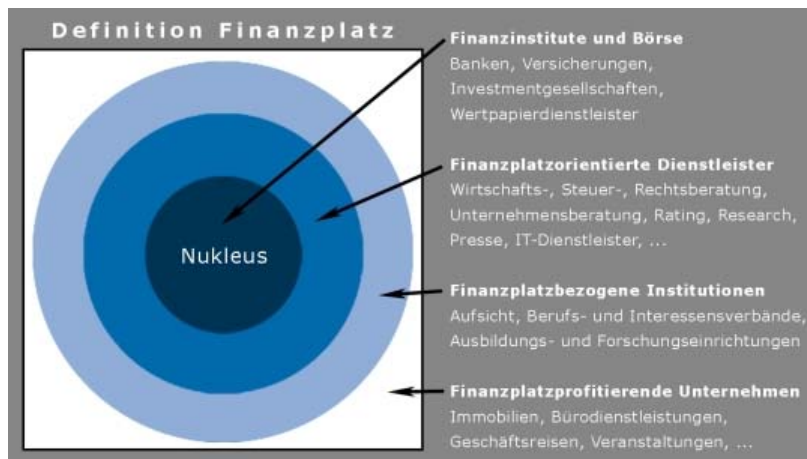 Definition Finanzplatz
Nukleus
Finanzinstitute und Börse
Banken, Versicherungen,
Investmentgesellschaften,
Wertpapierdienstleister
Finanzplatzorientierte Dienstleister
Wirtschafts-, Steuer-, Rechtsberatung,
Unternehmensberatung, Rating, Research,
Presse, IT-Dienstleister, ...
Finanzplatzbezogene Institutionen
Aufsicht, Berufs- und Interessensverbände,
Ausbildungs- und Forschungseinrichtungen
Finanzplatzprofitierende Unternehmen
Immobilien, Bürodienstleistungen,
Geschäftsreisen, Veranstaltungen, ...